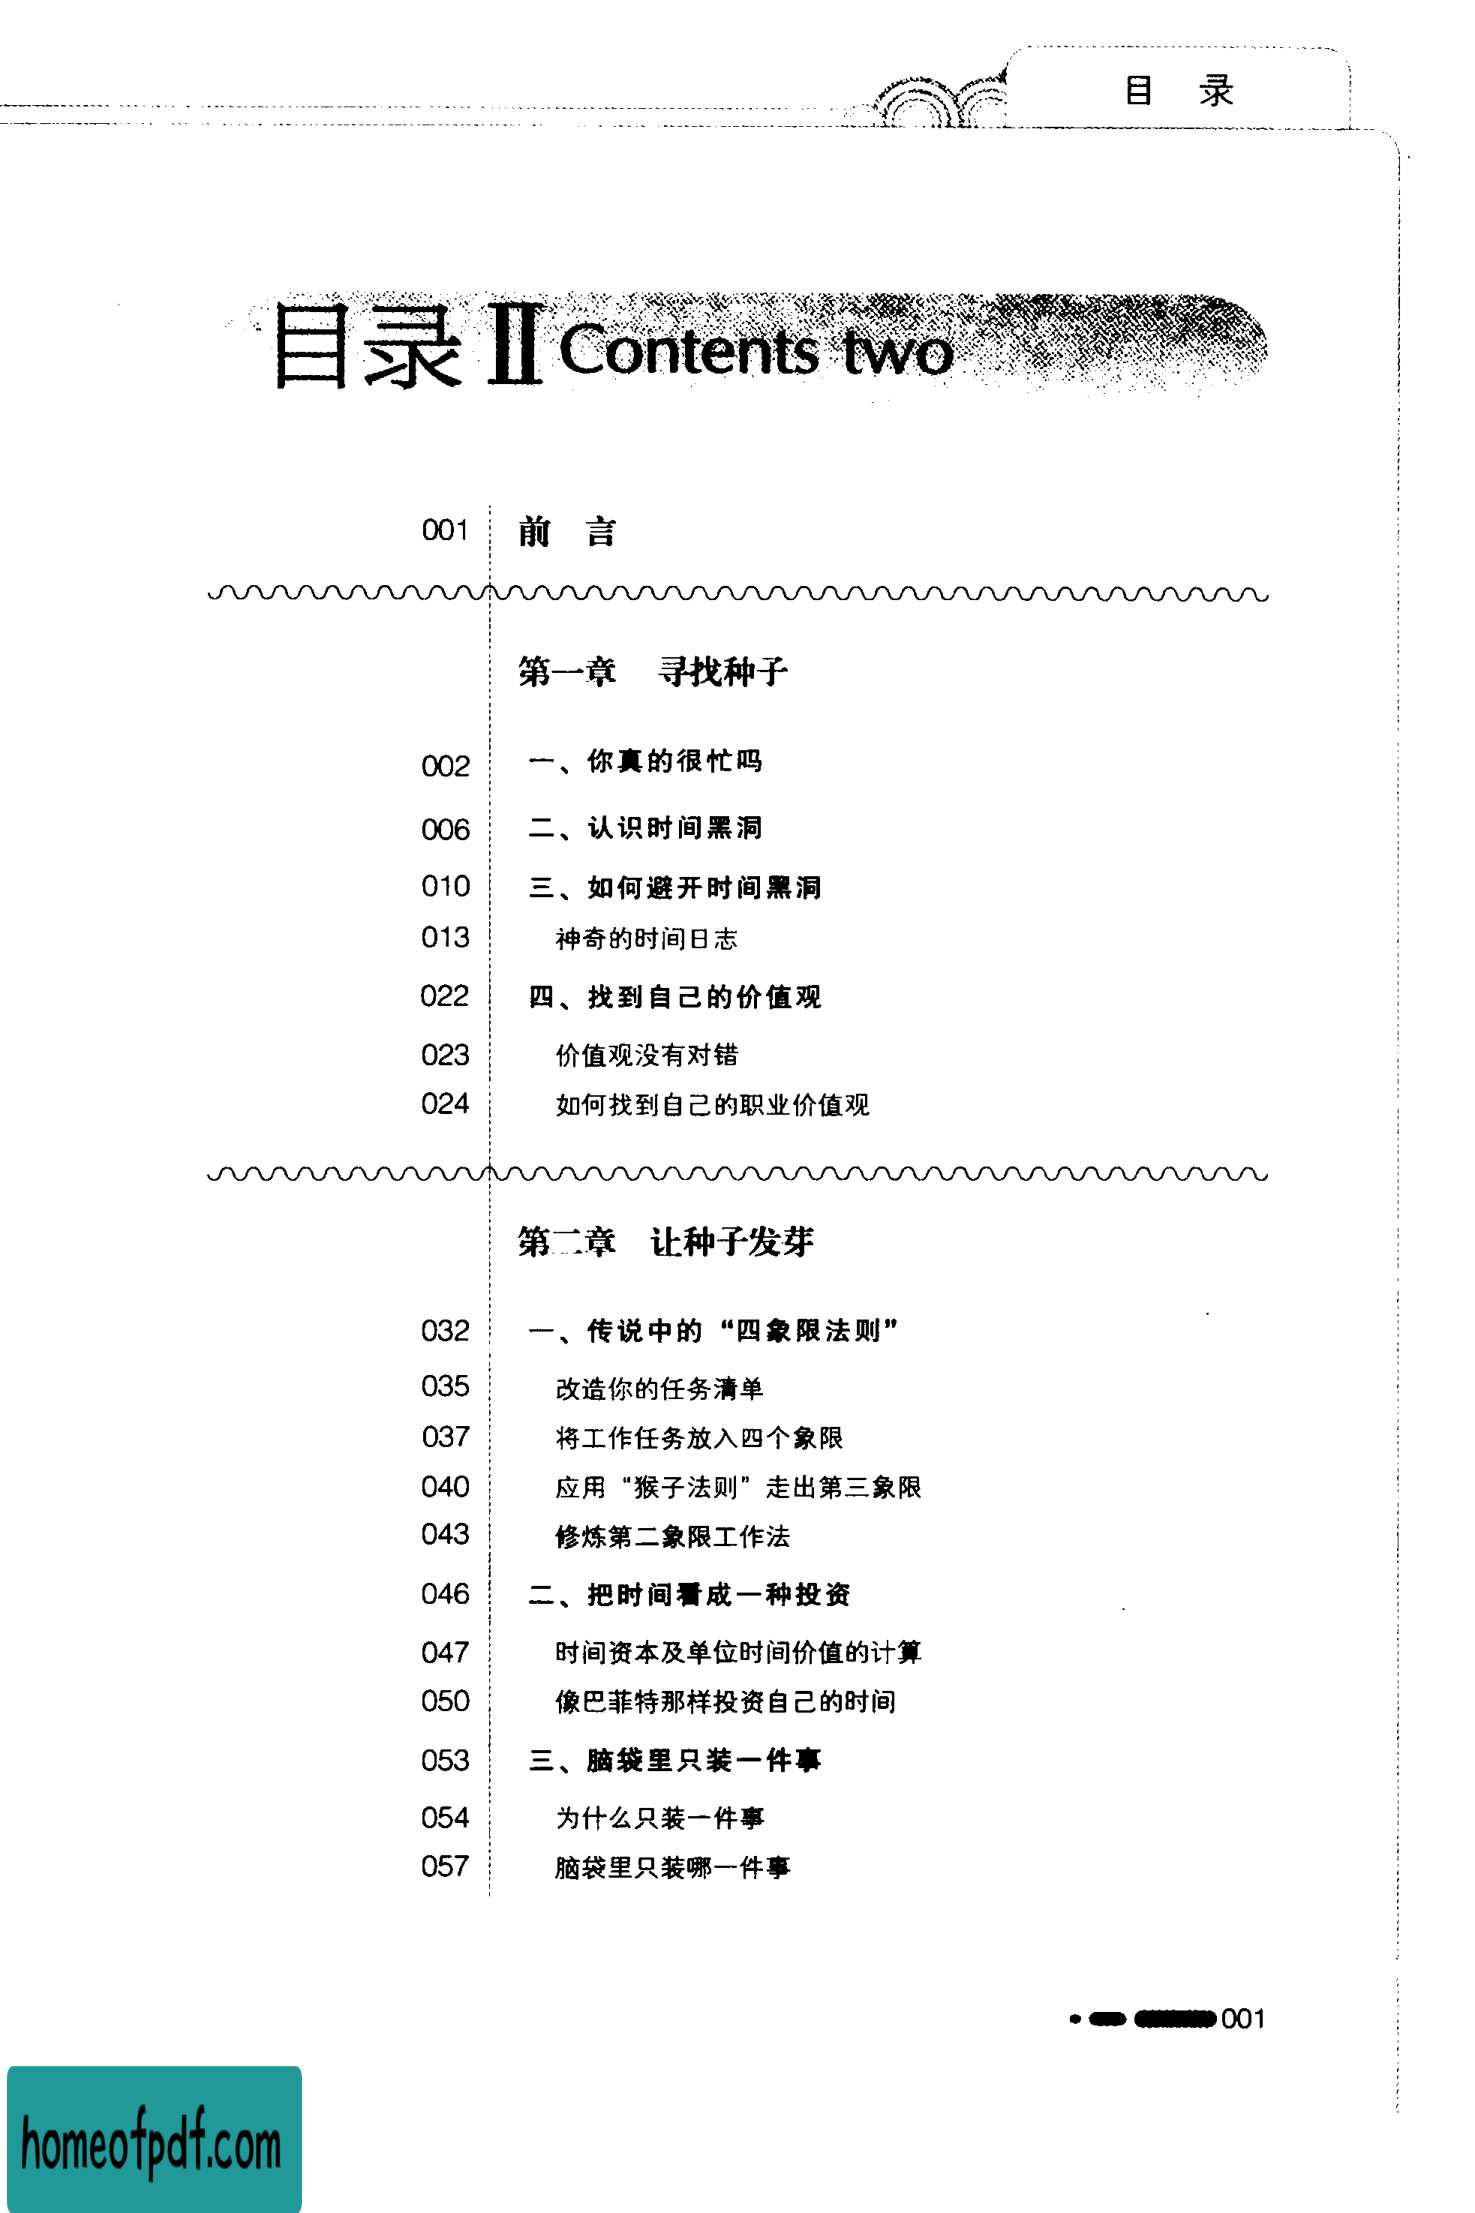 目 录
目录 II Contents two
001 前 言
第一章 寻找种子
002 一、你真的很忙吗
006 二、认识时间黑洞
010 三、如何避开时间黑洞
013 神奇的时间日志
022 四、找到自己的价值观
023 价值观没有对错
024 如何找到自己的职业价值观
第二章 让种子发芽
032 一、传说中的“四象限法则”
035 改造你的任务清单
037 将工作任务放入四个象限
040 应用“猴子法则”走出第三象限
043 修炼第二象限工作法
046 二、把时间看成一种投资
047 时间资本及单位时间价值的计算
050 像巴菲特那样投资自己的时间
053 三、脑袋里只装一件事
054 为什么只装一件事
057 脑袋里只装哪一件事
001
homeofpdf.com